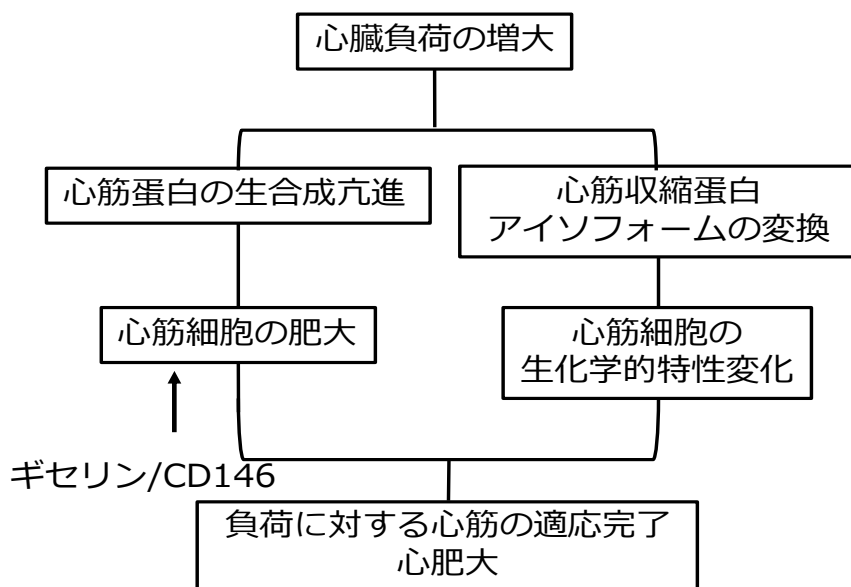 心臓負荷の増大
心筋蛋白の生合成亢進
心筋収縮蛋白
アイソフォームの変換
心筋細胞の肥大
心筋細胞の
生化学的特性変化
ギセリン/CD146
負荷に対する心筋の適応完了
心肥大